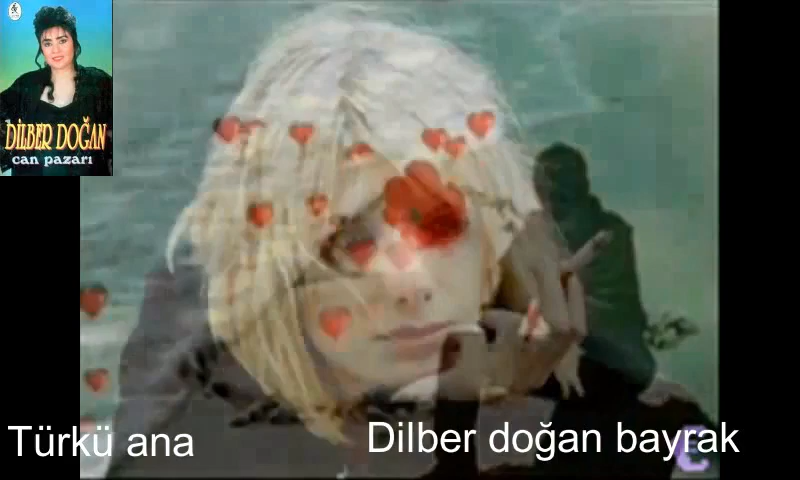 DİLBER DOĞAN
can pazarı
Türkü ana
Dilber doğan bayrak